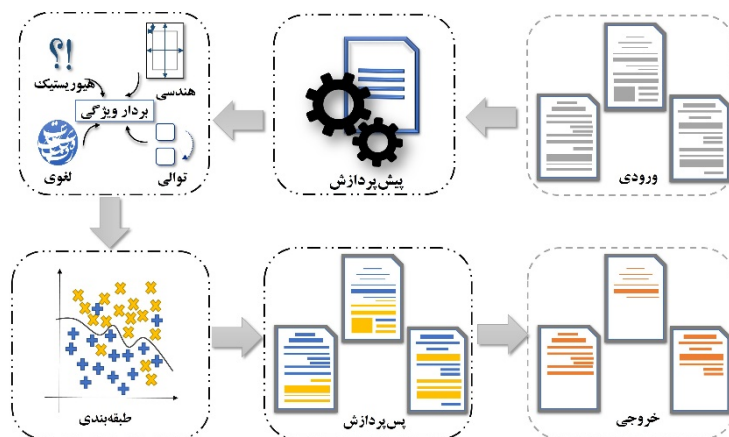 ورودی
پیش‌پردازش
!؟
هندسی
هیوریستیک
بردار ویژگی
توالی
لغوی
طبقه‌بندی
پس‌پردازش
خروجی